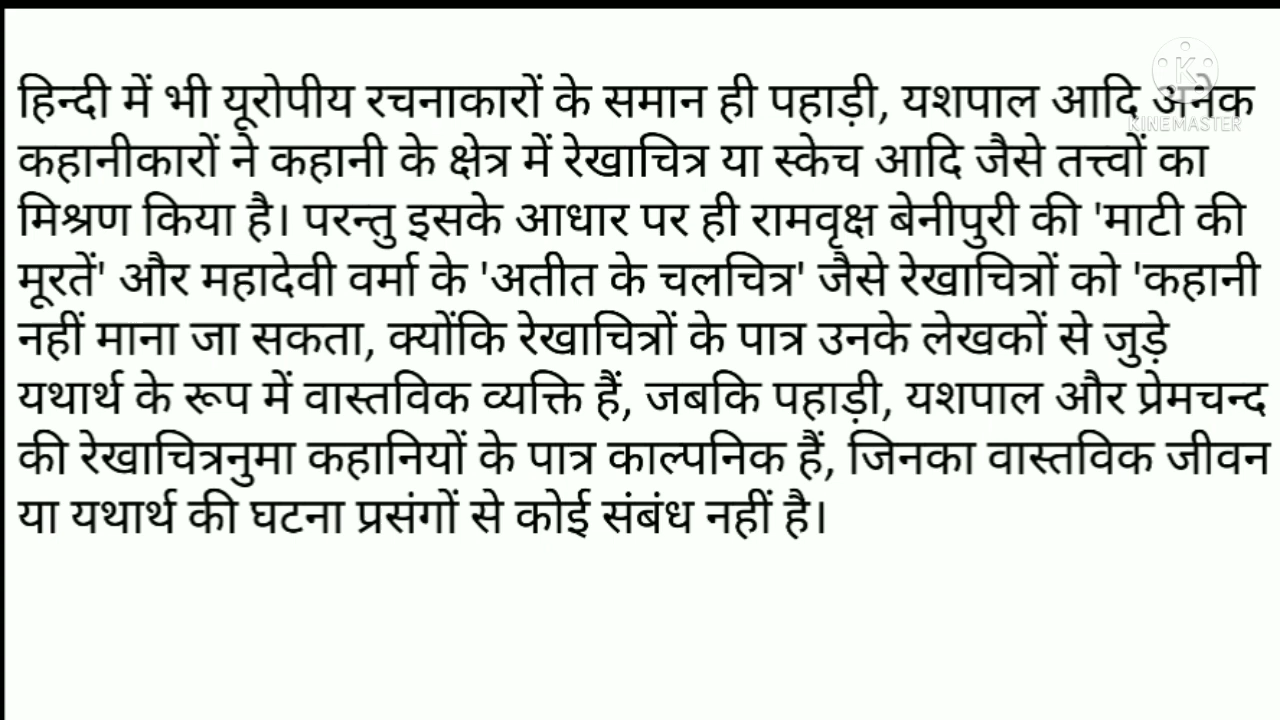 हिन्दी में भी यूरोपीय रचनाकारों के समान ही पहाड़ी, यशपाल आदि अनेक
कहानीकारों ने कहानी के क्षेत्र में रेखाचित्र या स्केच आदि जैसे तत्त्वों का
मिश्रण किया है। परन्तु इसके आधार पर ही रामवृक्ष बेनीपुरी की 'माटी की
मूरतें' और महादेवी वर्मा के 'अतीत के चलचित्र' जैसे रेखाचित्रों को 'कहानी
नहीं माना जा सकता, क्योंकि रेखाचित्रों के पात्र उनके लेखकों से जुड़े
यथार्थ के रूप में वास्तविक व्यक्ति हैं, जबकि पहाड़ी, यशपाल और प्रेमचन्द
की रेखाचित्रनुमा कहानियों के पात्र काल्पनिक हैं, जिनका वास्तविक जीवन
या यथार्थ की घटना प्रसंगों से कोई संबंध नहीं है।
K
KINEMASTER